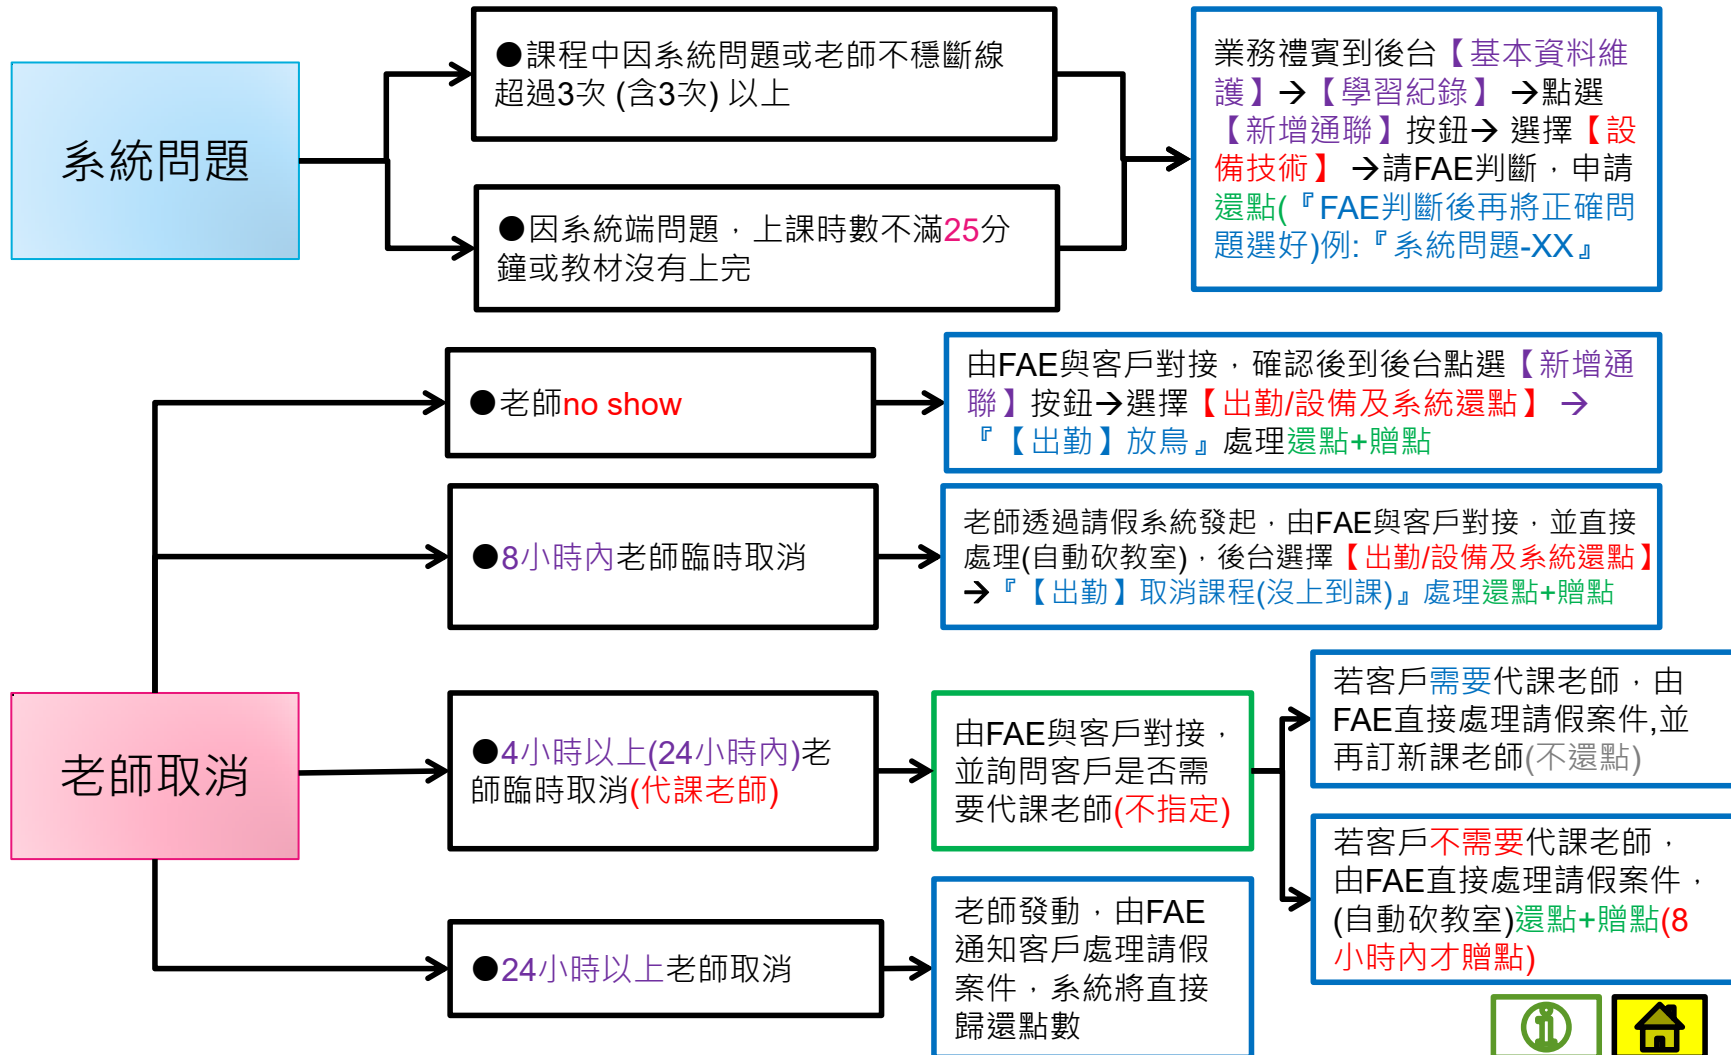 系統問題
●課程中因系統問題或老師不穩斷線
超過3次 (含3次) 以上
●因系統端問題，上課時數不滿25分
鐘或教材沒有上完
業務禮賓到後台【基本資料維
護】→【學習紀錄】→點選
【新增通聯】按鈕→ 選擇【設
備技術】→請FAE判斷，申請
還點(『FAE判斷後再將正確問
題選好)例:『系統問題-XX』
老師取消
●老師no show
由FAE與客戶對接，確認後到後台點選【新增通
聯】按鈕→選擇【出勤/設備及系統還點】→
『【出勤】放鳥』處理還點+贈點
●8小時內老師臨時取消
老師透過請假系統發起，由FAE與客戶對接，並直接
處理(自動砍教室)，後台選擇【出勤/設備及系統還點】
→『【出勤】取消課程(沒上到課)』處理還點+贈點
●4小時以上(24小時內)老
師臨時取消(代課老師)
由FAE與客戶對接，
並詢問客戶是否需
要代課老師(不指定)
若客戶需要代課老師，由
FAE直接處理請假案件,並
再訂新課老師(不還點)
若客戶不需要代課老師，
由FAE直接處理請假案件，
(自動砍教室)還點+贈點(8
小時內才贈點)
●24小時以上老師取消
老師發動，由FAE
通知客戶處理請假
案件，系統將直接
歸還點數